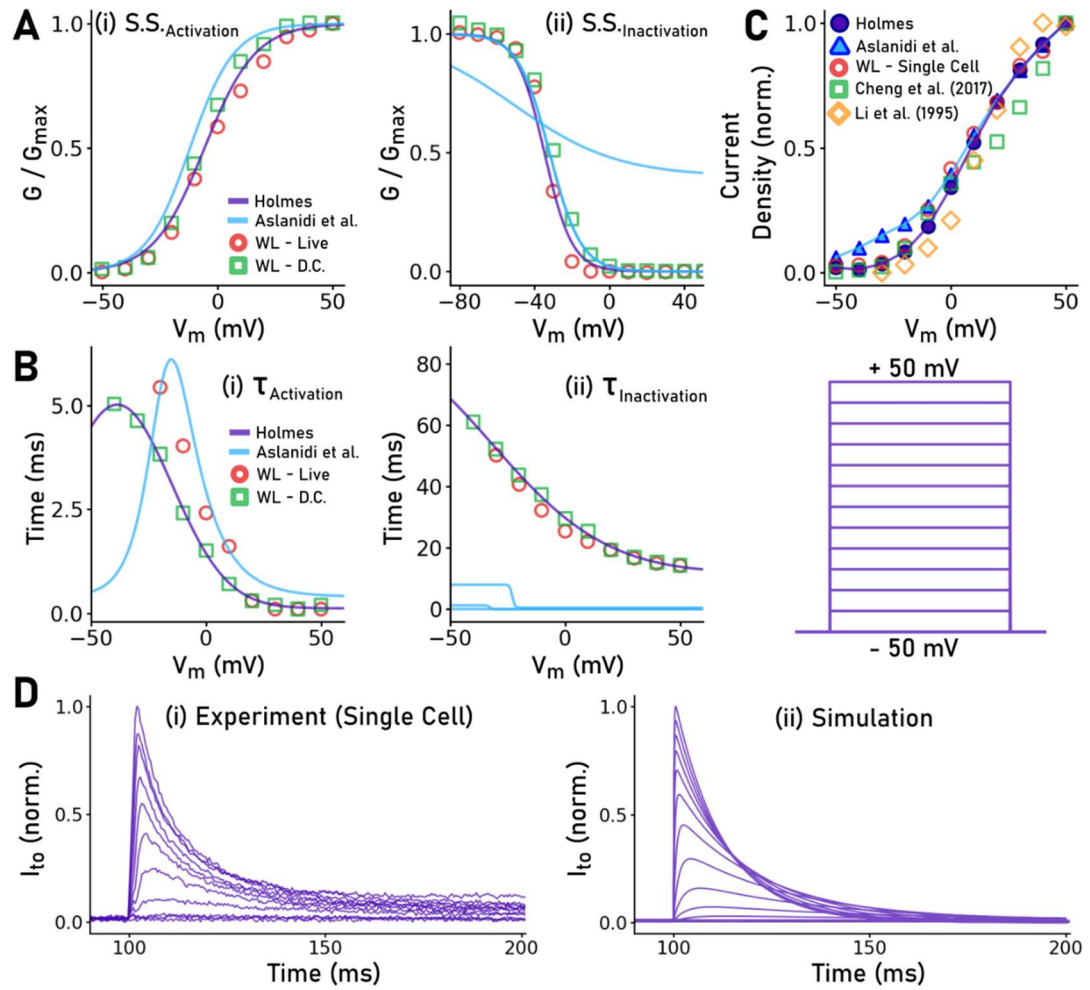 A
(i) S.S.Activation
G / Gmax
1.0
0.5
0.0
Holmes
Aslanidi et al.
WL - Live
WL - D.C.
−50
0
50
Vm (mV)
(ii) S.S.Inactivation
G / Gmax
1.0
0.5
0.0
−80
−40
0
40
Vm (mV)
C
Current
Density (norm.)
1.0
0.5
0.0
Holmes
Aslanidi et al.
WL - Single Cell
Cheng et al. (2017)
Li et al. (1995)
−50
0
50
Vm (mV)
B
(i) τActivation
Time (ms)
5.0
2.5
0.0
Holmes
Aslanidi et al.
WL - Live
WL - D.C.
−50
0
50
Vm (mV)
(ii) τInactivation
Time (ms)
80
60
40
20
0
−50
0
50
Vm (mV)
+ 50 mV
- 50 mV
D
(i) Experiment (Single Cell)
Ito (norm.)
1.0
0.5
0.0
100
150
200
Time (ms)
(ii) Simulation
Ito (norm.)
1.0
0.5
0.0
100
150
200
Time (ms)